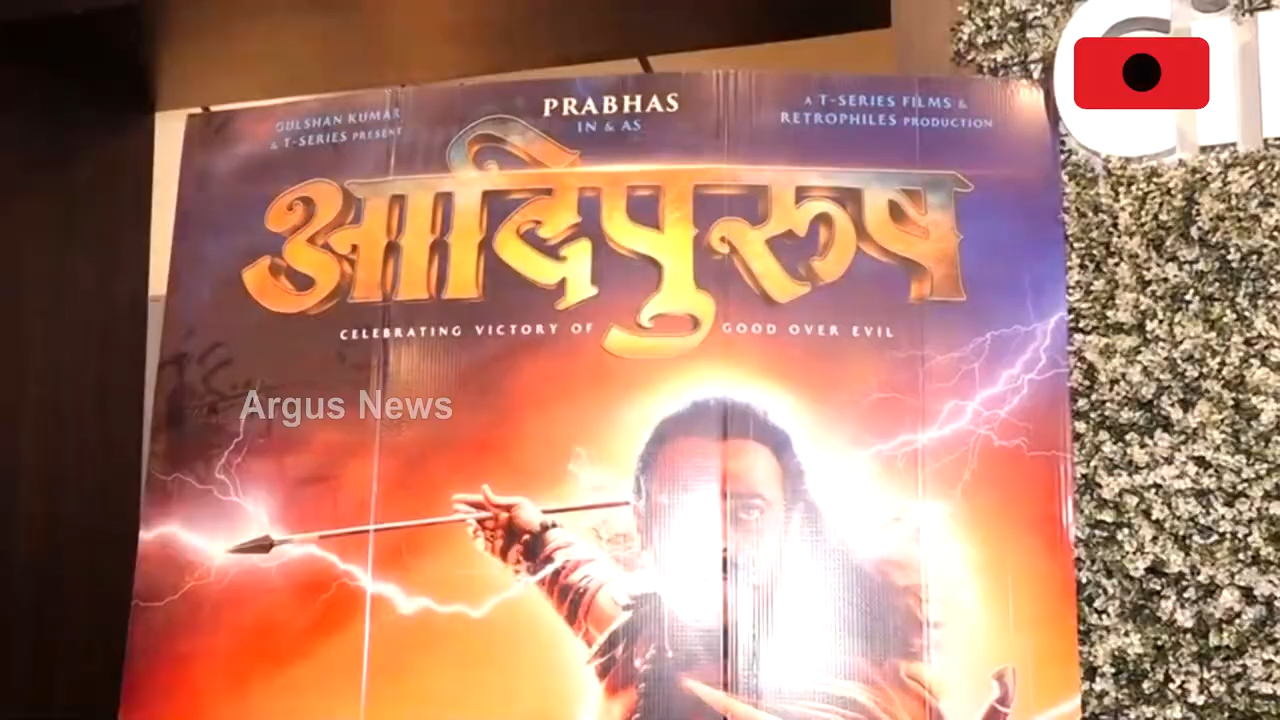 GULSHAN KUMAR
& T-SERIES PRESENT
PRABHAS
IN & AS
A T-SERIES FILMS &
RETROPHILES PRODUCTION
आदिपुरुष
CELEBRATING VICTORY OF GOOD OVER EVIL
Argus News